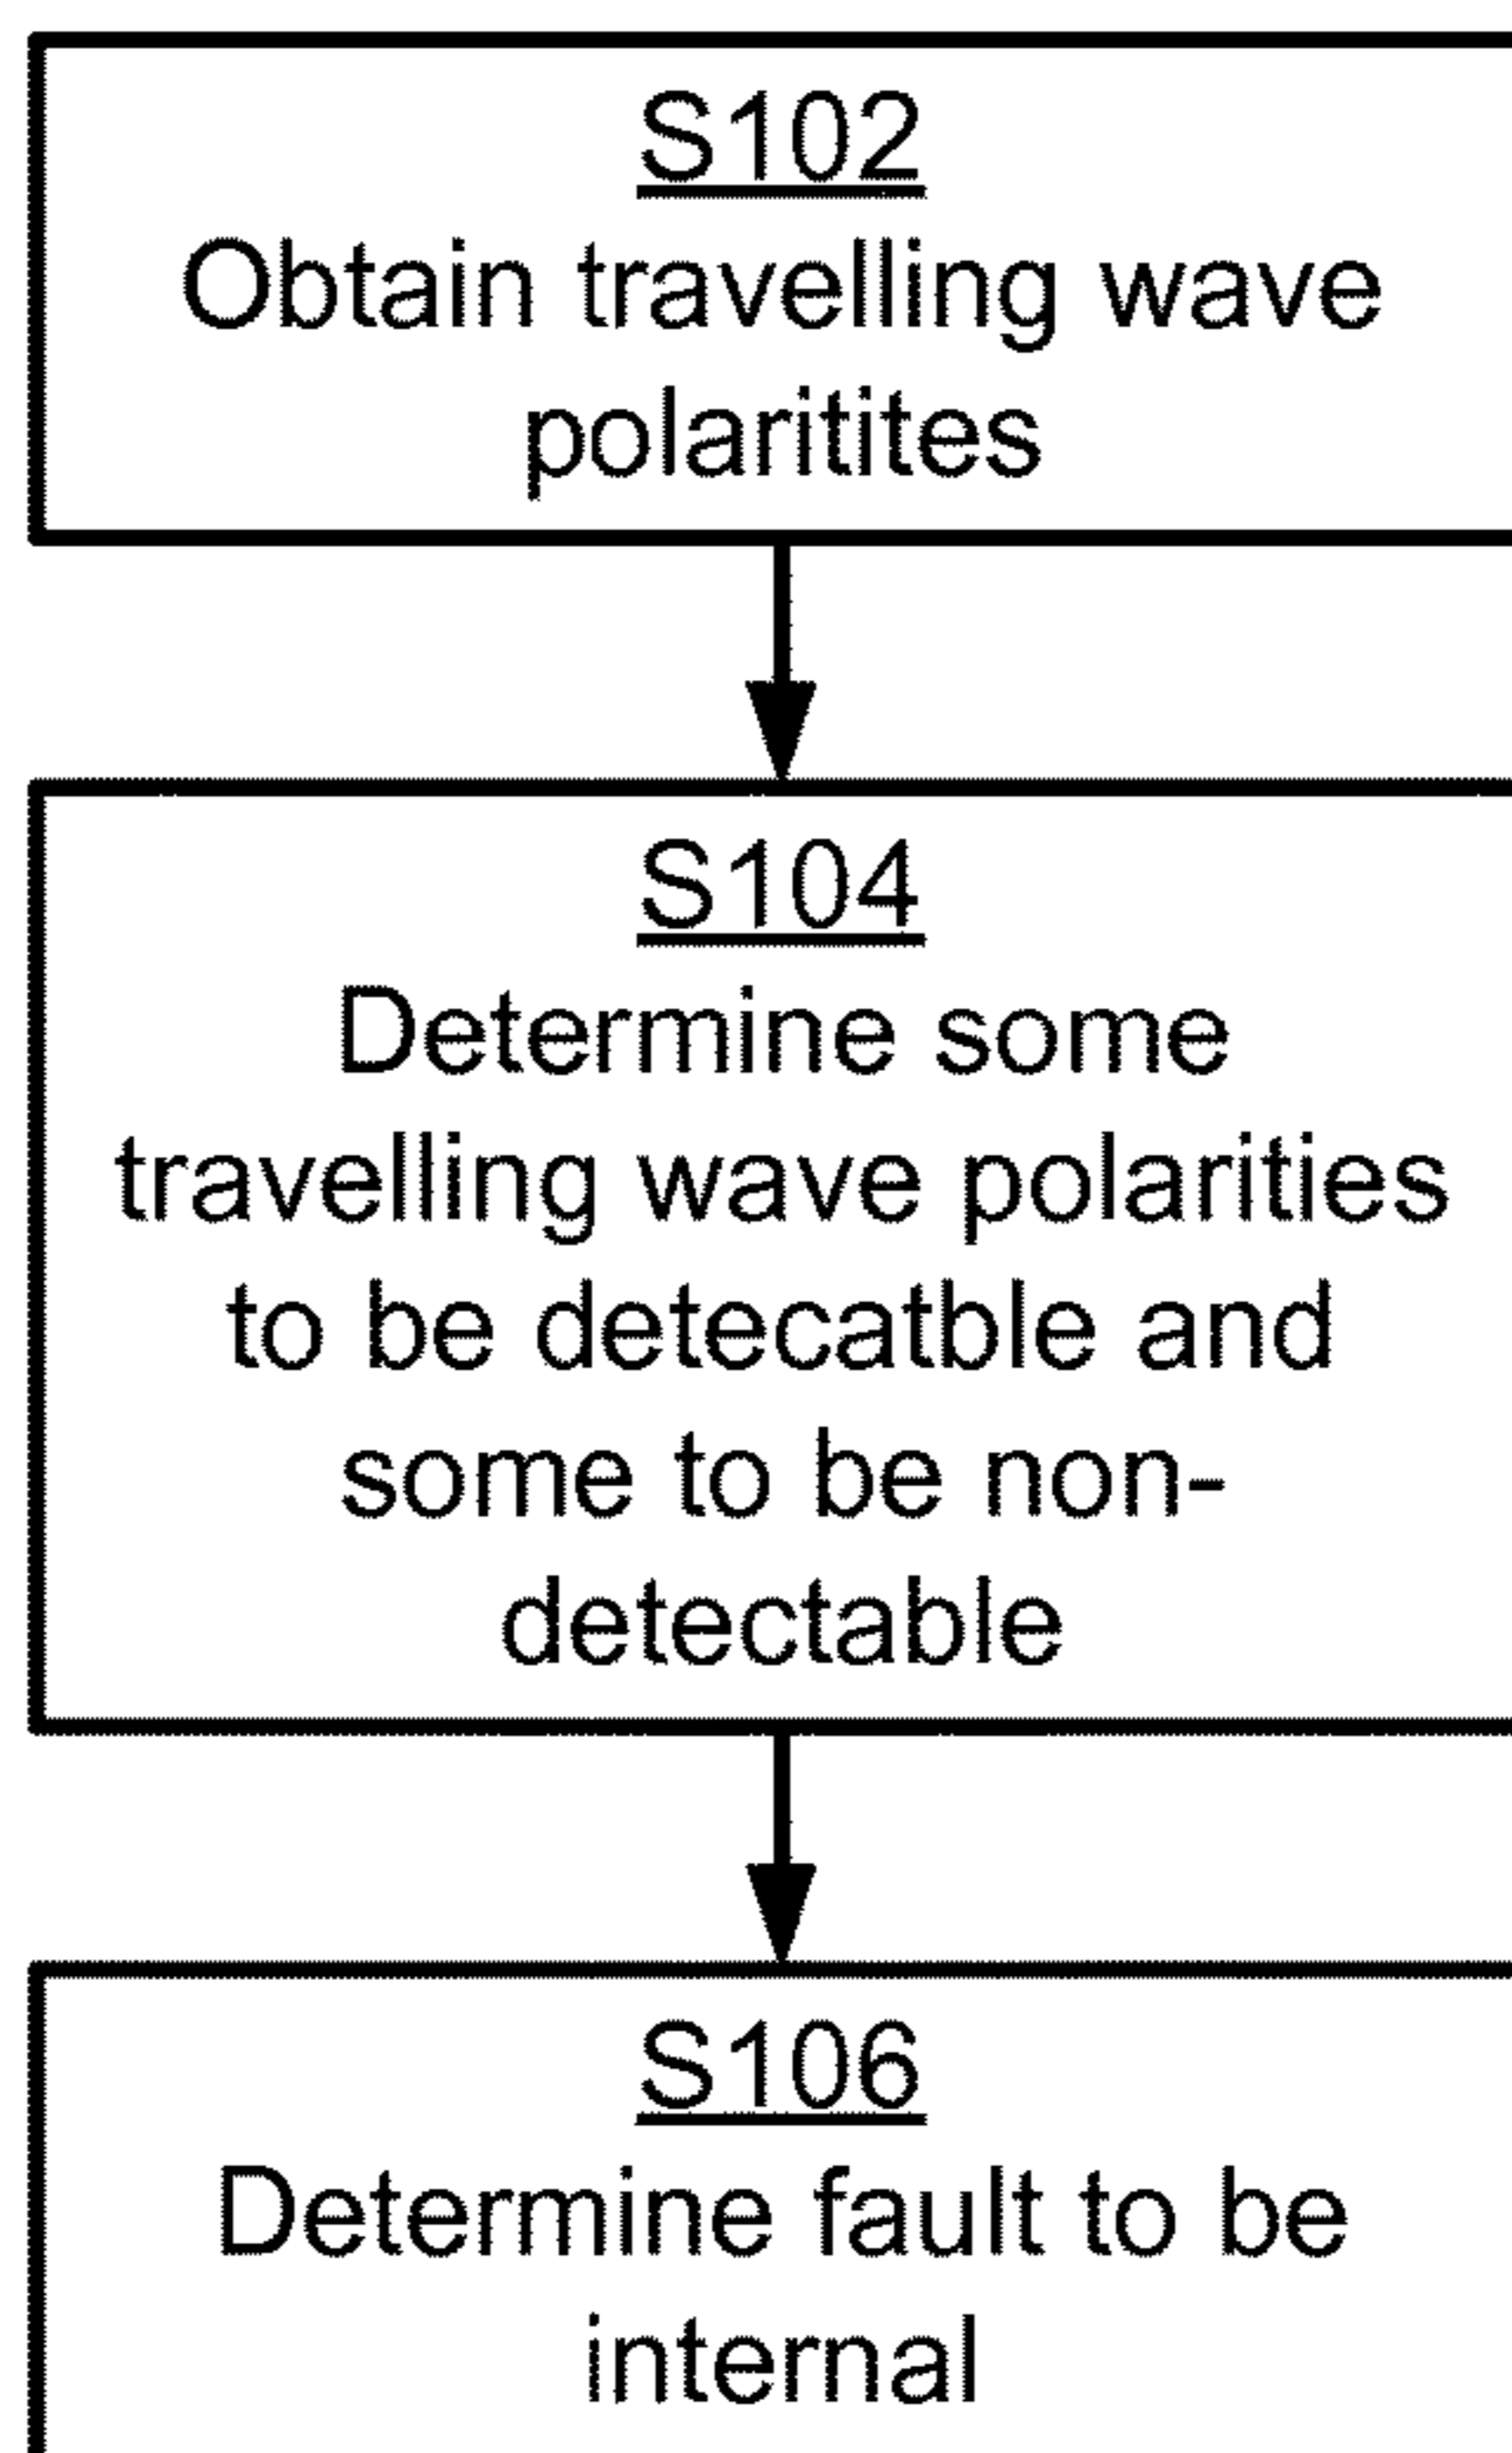 S102
Obtain travelling wave
polaritites
S104
Determine some
travelling wave polarities
to be detecatble and
some to be non-
detectable
S106
Determine fault to be
internal